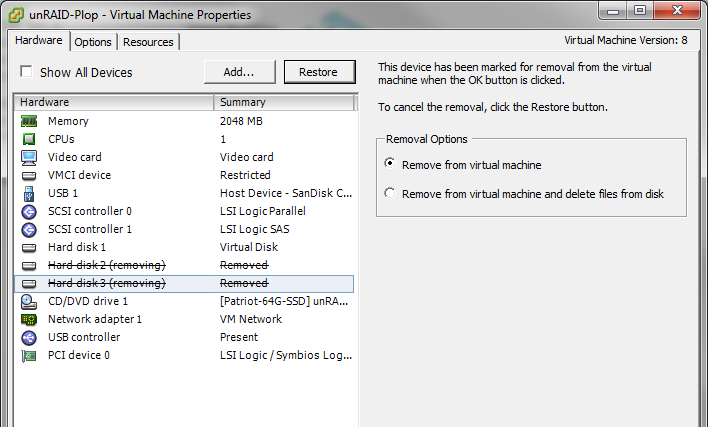 unRAID-Plop - Virtual Machine Properties
Hardware Options Resources Virtual Machine Version: 8
Show All Devices Add... Restore
Hardware Summary
Memory 2048 MB
CPUs 1
Video card Video card
VMCI device Restricted
USB 1 Host Device - SanDisk C...
SCSI controller 0 LSI Logic Parallel
SCSI controller 1 LSI Logic SAS
Hard disk 1 Virtual Disk
Hard disk 2 (removing) Removed
Hard disk 3 (removing) Removed
CD/DVD drive 1 [Patriot-64G-SSD] unRA...
Network adapter 1 VM Network
USB controller Present
PCI device 0 LSI Logic / Symbios Log...
This device has been marked for removal from the virtual
machine when the OK button is clicked.
To cancel the removal, click the Restore button.
Removal Options
Remove from virtual machine
Remove from virtual machine and delete files from disk